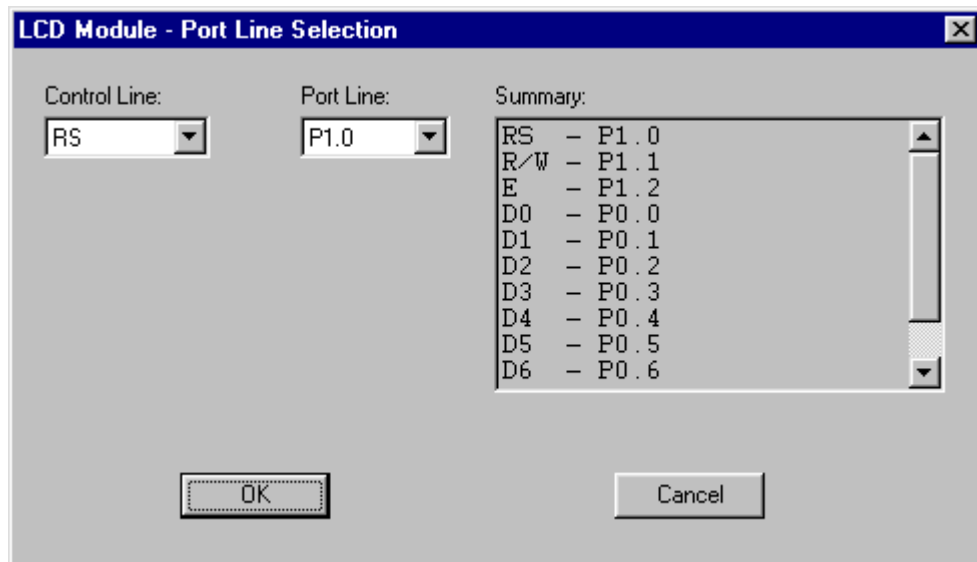 LCD Module - Port Line Selection
Control Line:
Port Line:
Summary:
RS
P1.0
RS – P1.0
R/W – P1.1
E – P1.2
D0 – P0.0
D1 – P0.1
D2 – P0.2
D3 – P0.3
D4 – P0.4
D5 – P0.5
D6 – P0.6
OK
Cancel